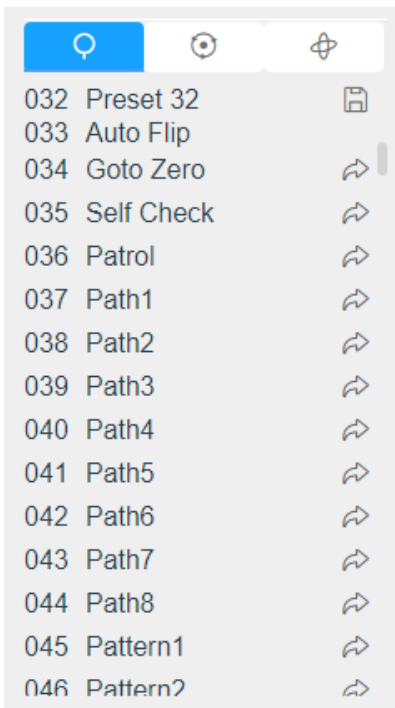 032 Preset 32
033 Auto Flip
034 Goto Zero
035 Self Check
036 Patrol
037 Path1
038 Path2
039 Path3
040 Path4
041 Path5
042 Path6
043 Path7
044 Path8
045 Pattern1
046 Pattern2